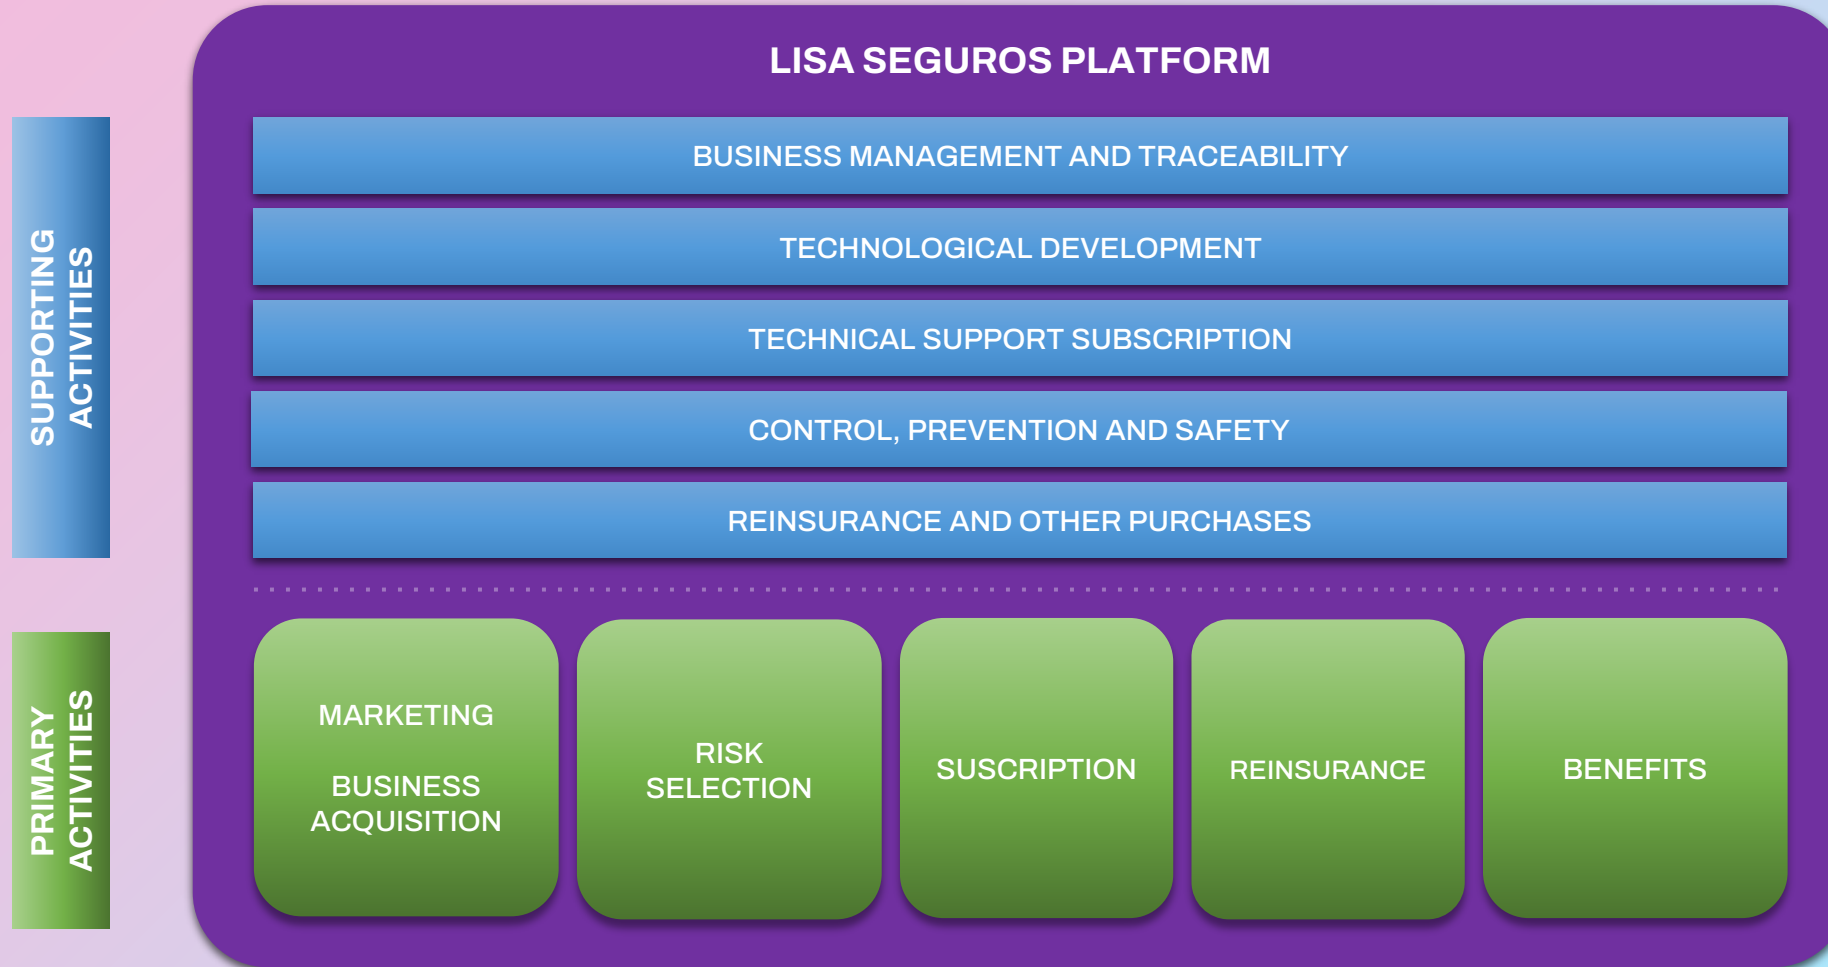 LISA SEGUROS PLATFORM
SUPPORTING
ACTIVITIES
BUSINESS MANAGEMENT AND TRACEABILITY
TECHNOLOGICAL DEVELOPMENT
TECHNICAL SUPPORT SUBSCRIPTION
CONTROL, PREVENTION AND SAFETY
REINSURANCE AND OTHER PURCHASES
PRIMARY
ACTIVITIES
MARKETING
BUSINESS
ACQUISITION
RISK
SELECTION
SUSCRIPTION
REINSURANCE
BENEFITS